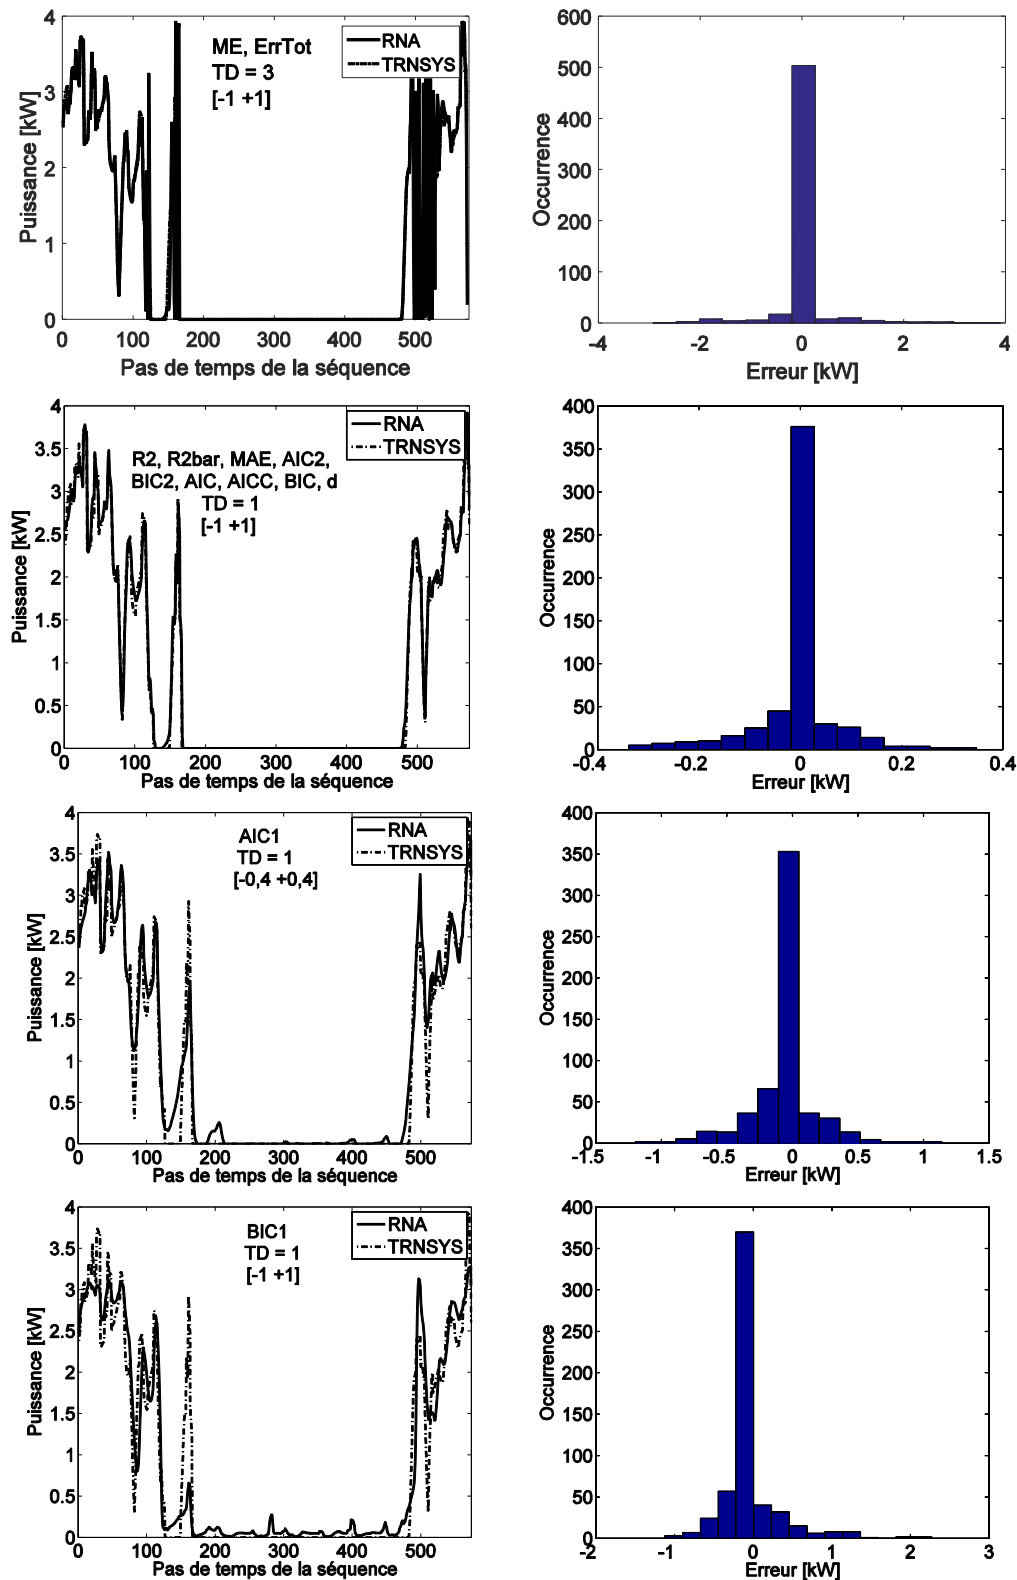 4
3
2
1
0
Puissance [kW]
ME, ErrTot
TD = 3
[-1 +1]
RNA
TRNSYS
0 100 200 300 400 500
Pas de temps de la séquence
600
500
400
300
200
100
0
Occurrence
-4 -2 0 2 4
Erreur [kW]
4
3.5
3
2.5
2
1.5
1
0.5
0
Puissance [kW]
R2, R2bar, MAE, AIC2,
BIC2, AIC, AICC, BIC, d
TD = 1
[-1 +1]
RNA
TRNSYS
0 100 200 300 400 500
Pas de temps de la séquence
400
350
300
250
200
150
100
50
0
Occurrence
-0.4 -0.2 0 0.2 0.4
Erreur [kW]
4
3.5
3
2.5
2
1.5
1
0.5
0
Puissance [kW]
AIC1
TD = 1
[-0,4 +0,4]
RNA
TRNSYS
0 100 200 300 400 500
Pas de temps de la séquence
400
350
300
250
200
150
100
50
0
Occurrence
-1.5 -1 -0.5 0 0.5 1 1.5
Erreur [kW]
4
3.5
3
2.5
2
1.5
1
0.5
0
Puissance [kW]
BIC1
TD = 1
[-1 +1]
RNA
TRNSYS
0 100 200 300 400 500
Pas de temps de la séquence
400
350
300
250
200
150
100
50
0
Occurrence
-2 -1 0 1 2 3
Erreur [kW]